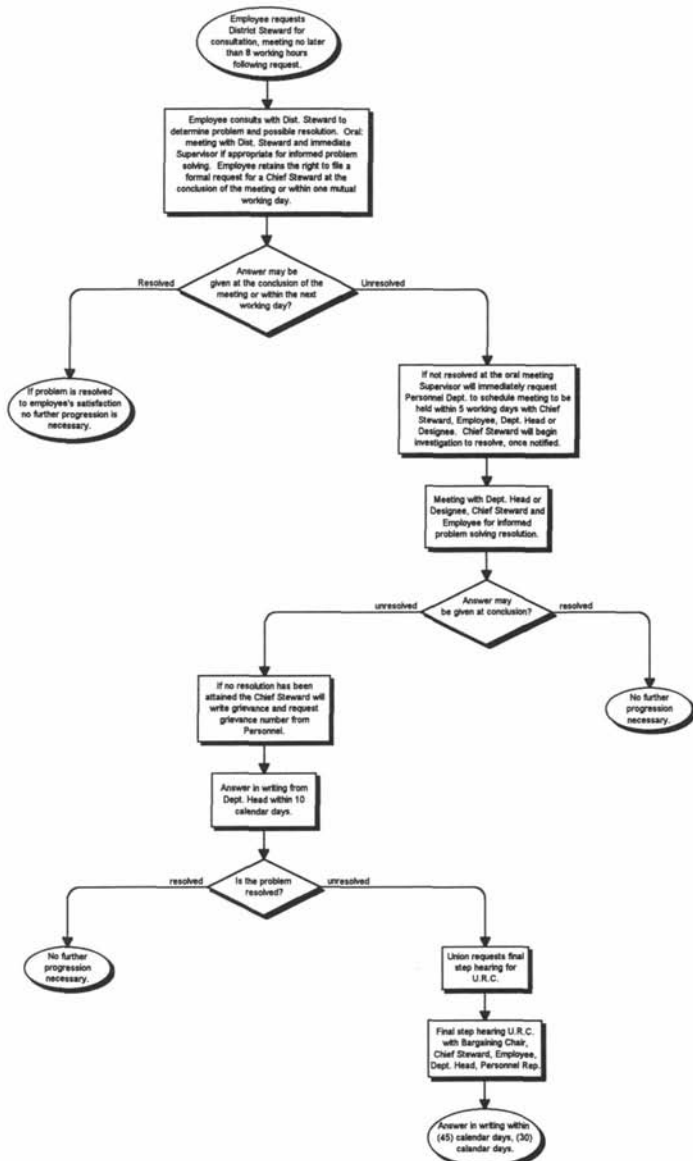 Employee requests
District Steward for
consultation, meeting no later
than 8 working hours
following request.
Employee consults with Dist. Steward to
determine problem and possible resolution. Oral:
meeting with Dist, Steward and immediate
Supervisor if appropriate for informed problem
solving. Employee retains the right to file a
formal request for a Chief Steward at the
conclusion of the meeting or within one mutual
working day.
Resolved
Answer may be
given at the conclusion of the
meeting or within the next
working day?
Unresolved
If problem is resolved
to employee's satisfaction
no further progression is
necessary.
If not resolved at the oral meeting
Supervisor will immediately request
Personnel Dept. to schedule meeting to be
held within 5 working days with Chief
Steward, Employee, Dept. Head or
Designee. Chief Steward will begin
investigation to resolve, once notified.
Meeting with Dept. Head or
Designee, Chief Steward and
Employee for informed
problem solving resolution.
unresolved
Answer may
be given at conclusion?
resolved
If no resolution has been
attained the Chief Steward will
write grievance and request
grievance number from
Personnel.
No further
progression
necessary.
Answer in writing from
Dept. Head within 10
calendar days.
resolved
Is the problem
resolved?
unresolved
No further
progression
necessary.
Union requests final
step hearing for
U.R.C.
Final step hearing U.R.C.
with Bargaining Chair,
Chief Steward, Employee,
Dept. Head, Personnel Rep.
Answer in writing within
(45) calendar days, (30)
calandar days.